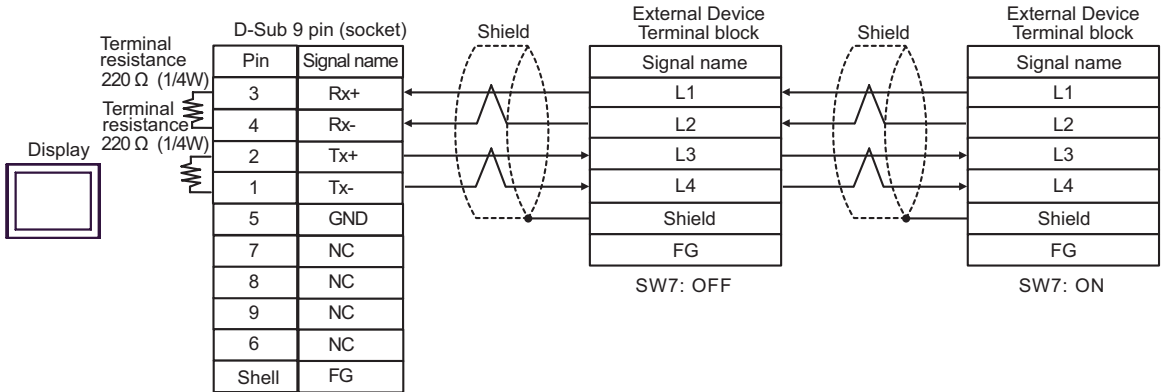 Terminal
resistance
220 Ω (1/4W)
Terminal
resistance
220 Ω (1/4W)
Display
D-Sub 9 pin (socket)
Pin Signal name
3 Rx+
4 Rx-
2 Tx+
1 Tx-
5 GND
7 NC
8 NC
9 NC
6 NC
Shell FG
Shield
External Device
Terminal block
Signal name
L1
L2
L3
L4
Shield
FG
SW7: OFF
Shield
External Device
Terminal block
Signal name
L1
L2
L3
L4
Shield
FG
SW7: ON